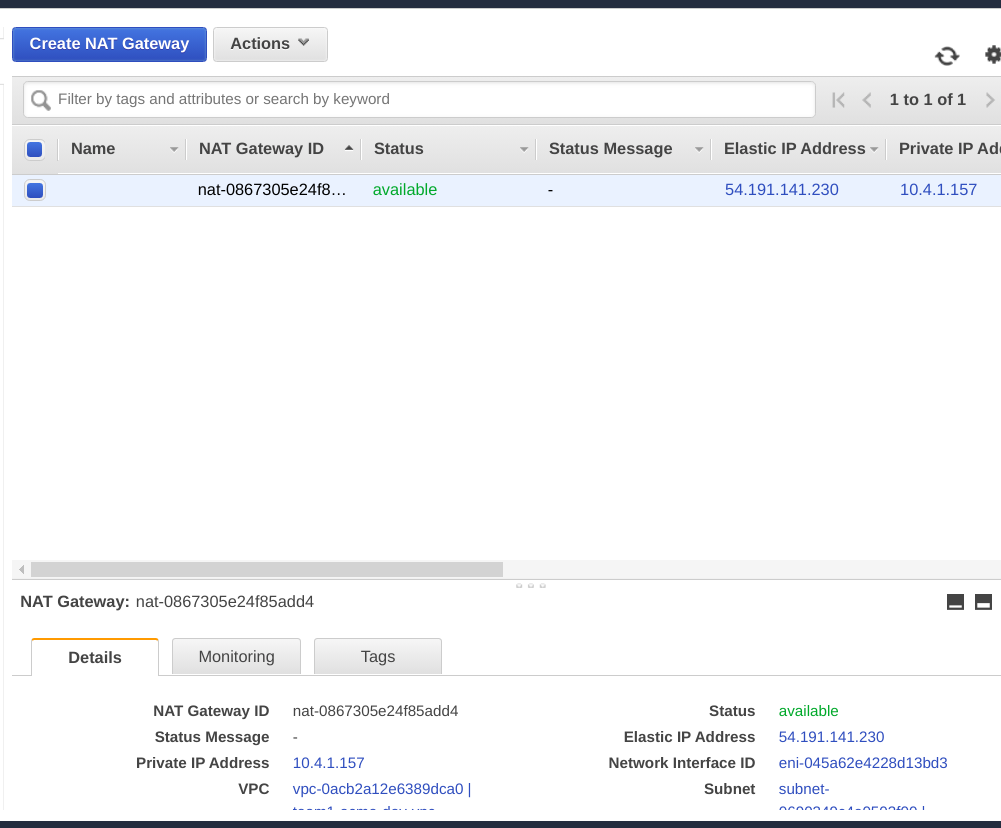 Create NAT Gateway Actions
Filter by tags and attributes or search by keyword 1 to 1 of 1
Name NAT Gateway ID Status Status Message Elastic IP Address Private IP Ad
nat-0867305e24f8... available - 54.191.141.230 10.4.1.157
NAT Gateway: nat-0867305e24f85add4
Details Monitoring Tags
NAT Gateway ID nat-0867305e24f85add4 Status available
Status Message - Elastic IP Address 54.191.141.230
Private IP Address 10.4.1.157 Network Interface ID eni-045a62e4228d13bd3
VPC vpc-0acb2a12e6389dca0 | Subnet subnet-